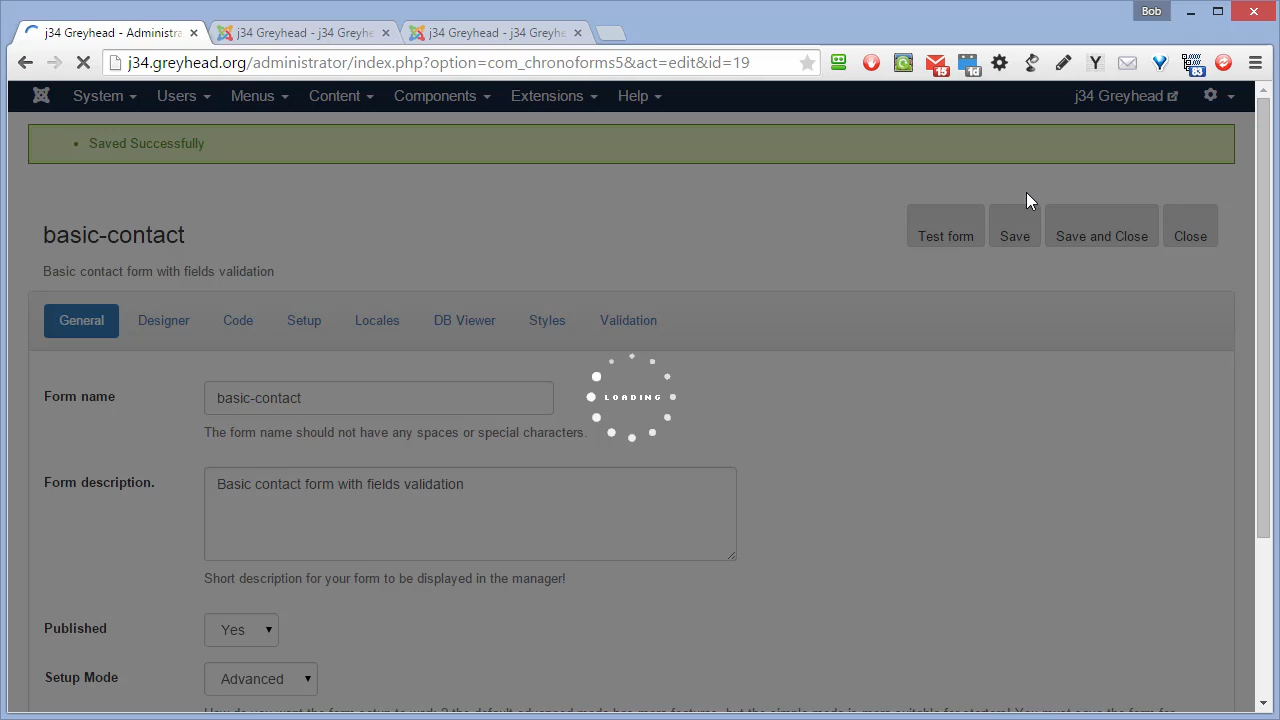 Bob
j34 Greyhead - Administra
j34 Greyhead - j34 Greyhe
j34 Greyhead - j34 Greyhe
j34.greyhead.org/administrator/index.php?option=com_chronoforms5&act=edit&id=19
15
1d
Y
83
System
Users
Menus
Content
Components
Extensions
Help
j34 Greyhead
Saved Successfully
basic-contact
Test form
Save
Save and Close
Close
Basic contact form with fields validation
General
Designer
Code
Setup
Locales
DB Viewer
Styles
Validation
Form name
basic-contact
LOADING
The form name should not have any spaces or special characters.
Form description.
Basic contact form with fields validation
Short description for your form to be displayed in the manager!
Published
Yes
Setup Mode
Advanced
How do you want the form setup to work ? the default advanced mode has more features, but the simple mode is more suitable for starters! You must save the form for